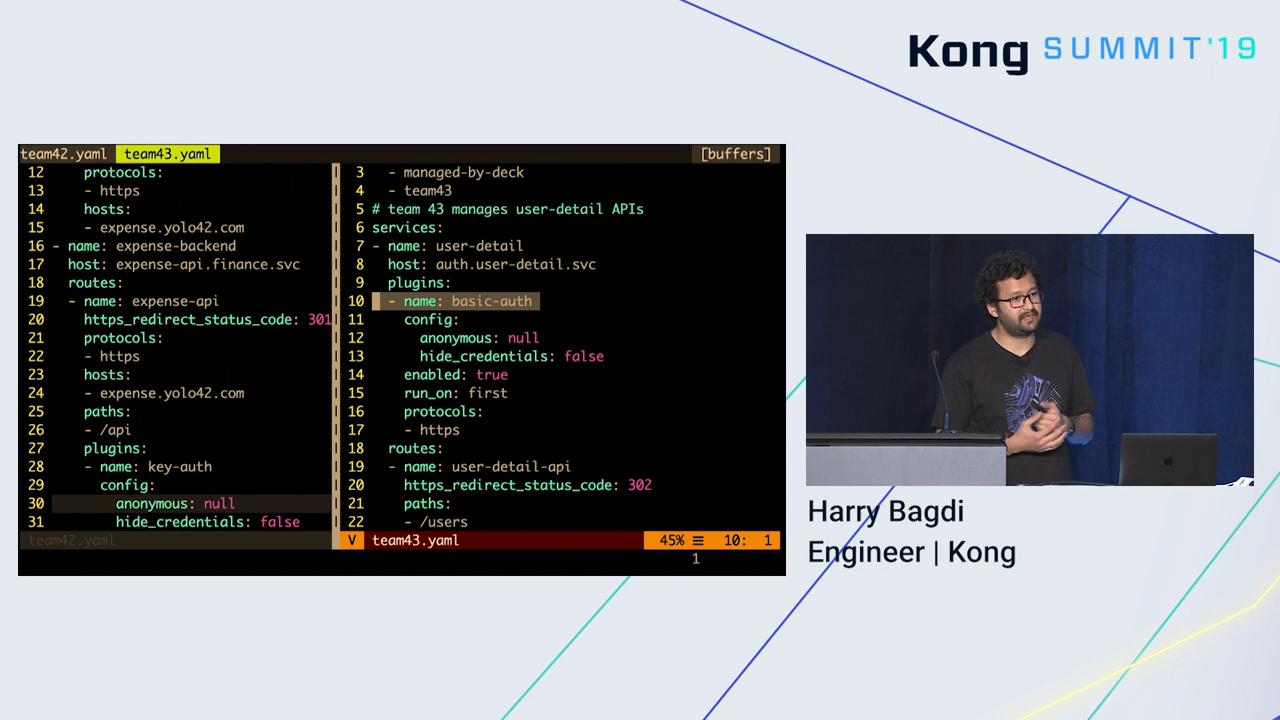 Kong SUMMIT'19
team42.yaml team43.yaml [buffers]
12 protocols:
13 - https
14 hosts:
15 - expense.yolo42.com
16 - name: expense-backend
17 host: expense-api.finance.svc
18 routes:
19 - name: expense-api
20 https_redirect_status_code: 301
21 protocols:
22 - https
23 hosts:
24 - expense.yolo42.com
25 paths:
26 - /api
27 plugins:
28 - name: key-auth
29 config:
30 anonymous: null
31 hide_credentials: false
team42.yaml
3 - managed-by-deck
4 - team43
5 # team 43 manages user-detail APIs
6 services:
7 - name: user-detail
8 host: auth.user-detail.svc
9 plugins:
10 - name: basic-auth
11 config:
12 anonymous: null
13 hide_credentials: false
14 enabled: true
15 run_on: first
16 protocols:
17 - https
18 routes:
19 - name: user-detail-api
20 https_redirect_status_code: 302
21 paths:
22 - /users
V team43.yaml 45% ☰ 10: 1
1
Harry Bagdi
Engineer | Kong